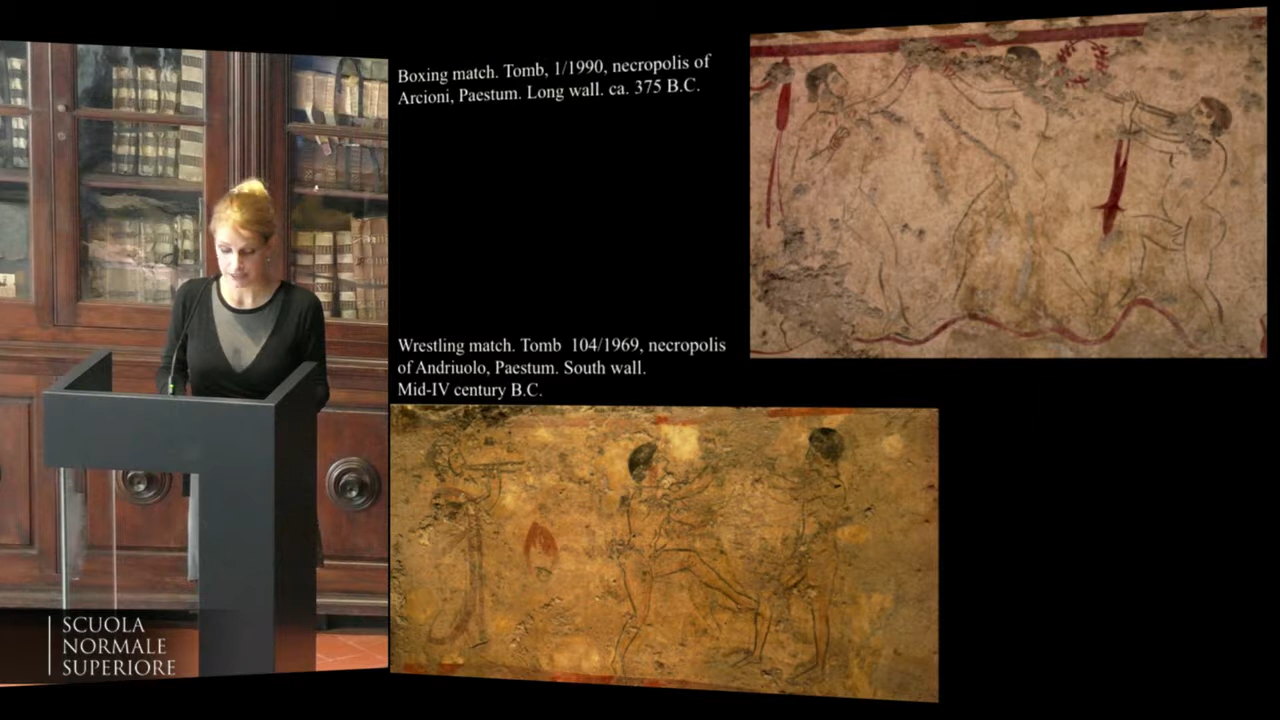 Boxing match. Tomb, 1/1990, necropolis of
Arcioni, Paestum. Long wall. ca. 375 B.C.
Wrestling match. Tomb  104/1969, necropolis
of Andriuolo, Paestum. South wall.
Mid-IV century B.C.
SCUOLA
NORMALE
SUPERIORE